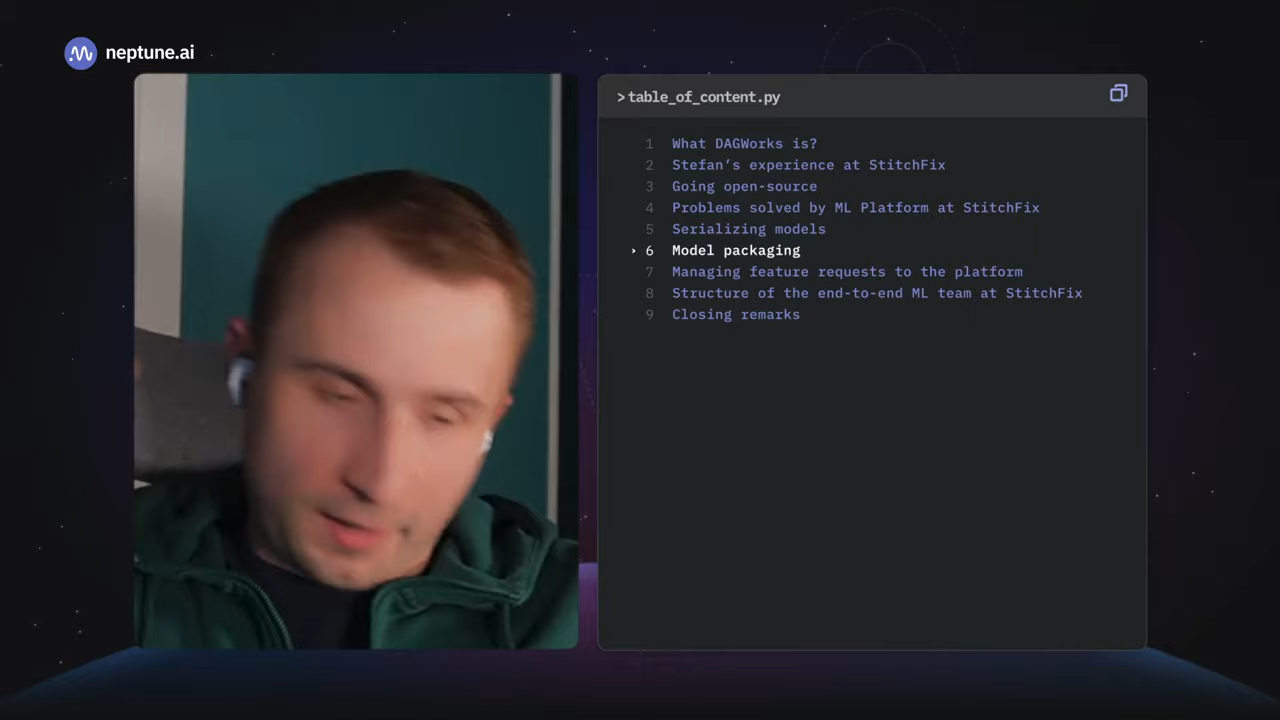 neptune.ai
>table_of_content.py
1 What DAGWorks is?
2 Stefan’s experience at StitchFix
3 Going open-source
4 Problems solved by ML Platform at StitchFix
5 Serializing models
› 6 Model packaging
7 Managing feature requests to the platform
8 Structure of the end-to-end ML team at StitchFix
9 Closing remarks